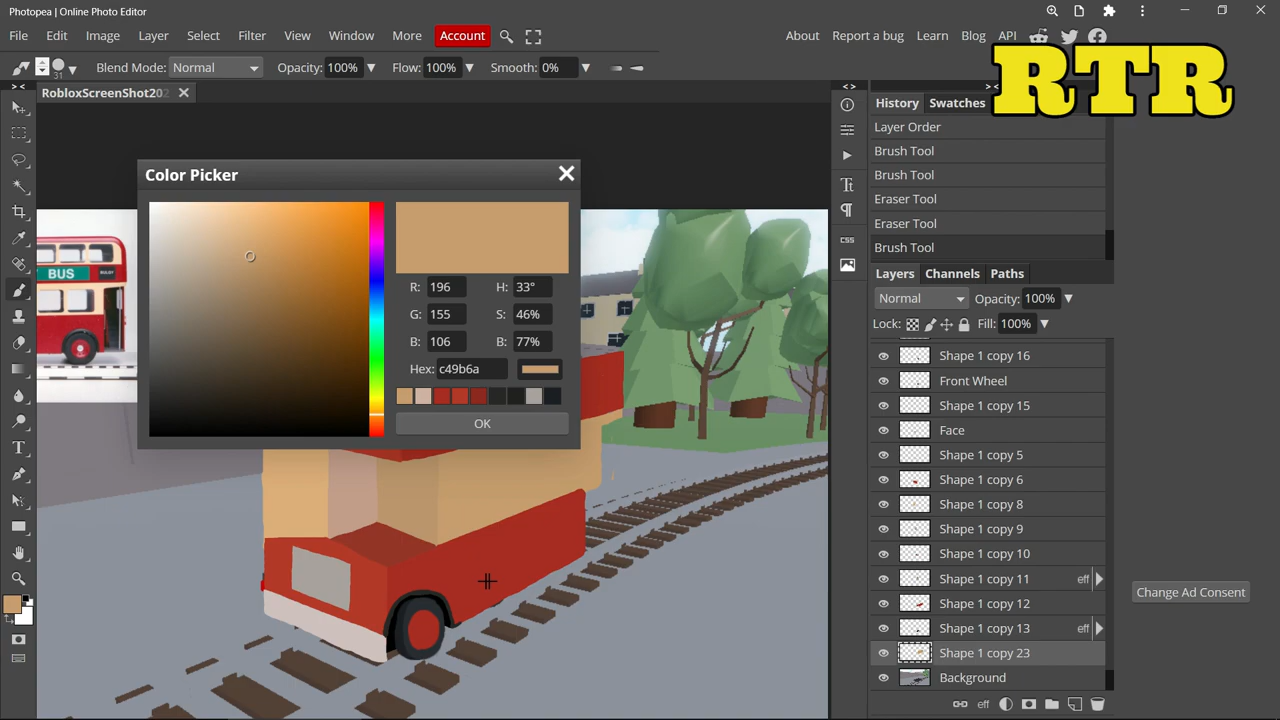 Photopea | Online Photo Editor
File Edit Image Layer Select Filter View Window More Account
About Report a bug Learn Blog API
31 Blend Mode: Normal Opacity: 100% Flow: 100% Smooth: 0%
RTR
RobloxScreenShot202
History Swatches
Layer Order
Brush Tool
Brush Tool
Eraser Tool
Eraser Tool
Brush Tool
Color Picker
R: 196 H: 33°
G: 155 S: 46%
B: 106 B: 77%
Hex: c49b6a
OK
BUS
Layers Channels Paths
Normal Opacity: 100%
Lock: Fill: 100%
Shape 1 copy 16
Front Wheel
Shape 1 copy 15
Face
Shape 1 copy 5
Shape 1 copy 6
Shape 1 copy 8
Shape 1 copy 9
Shape 1 copy 10
Shape 1 copy 11 eff
Shape 1 copy 12
Shape 1 copy 13 eff
Shape 1 copy 23
Background
eff
CSS
Change Ad Consent